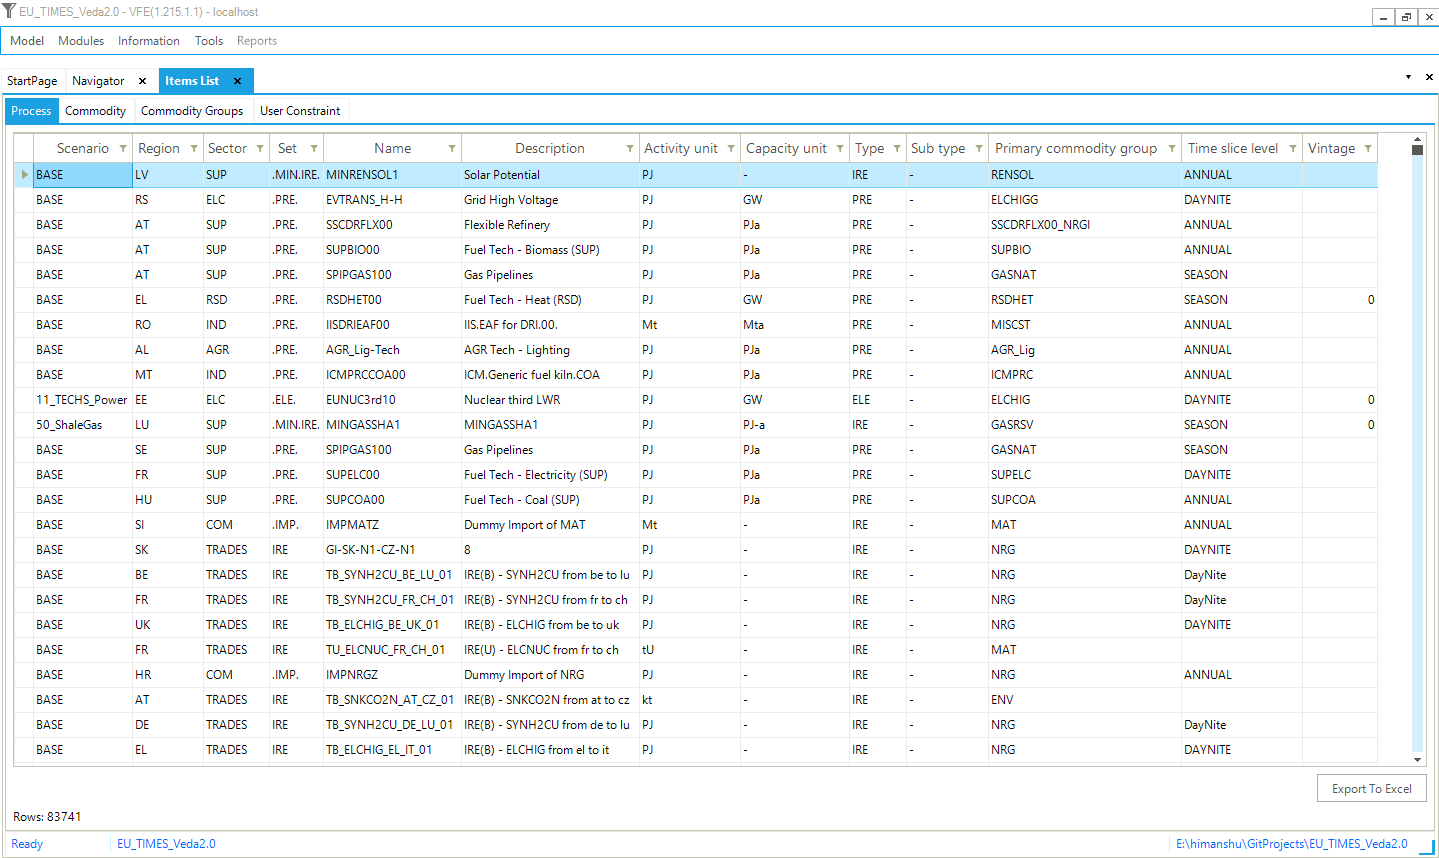 EU_TIMES_Veda2.0 - VFE(1.215.1.1) - localhost
Model Modules Information Tools Reports
StartPage Navigator Items List
Process Commodity Commodity Groups User Constraint
Scenario Region Sector Set Name Description Activity unit Capacity unit Type Sub type Primary commodity group Time slice level Vintage
BASE LV SUP .MIN.IRE. MINRENSOL1 Solar Potential PJ - IRE - RENSOL ANNUAL
BASE RS ELC .PRE. EVTRANS_H-H Grid High Voltage PJ GW PRE - ELCHIGG DAYNITE
BASE AT SUP .PRE. SSCDRFLX00 Flexible Refinery PJ PJa PRE - SSCDRFLX00_NRGI ANNUAL
BASE AT SUP .PRE. SUPBIO00 Fuel Tech - Biomass (SUP) PJ PJa PRE - SUPBIO ANNUAL
BASE AT SUP .PRE. SPIPGAS100 Gas Pipelines PJ PJa PRE - GASNAT SEASON
BASE EL RSD .PRE. RSDHET00 Fuel Tech - Heat (RSD) PJ GW PRE - RSDHET SEASON 0
BASE RO IND .PRE. IISDRIEAF00 IIS.EAF for DRI.00. Mt Mta PRE - MISCST ANNUAL
BASE AL AGR .PRE. AGR_Lig-Tech AGR Tech - Lighting PJ PJa PRE - AGR_Lig ANNUAL
BASE MT IND .PRE. ICMPRCCOA00 ICM.Generic fuel kiln.COA PJ PJa PRE - ICMPRC ANNUAL
11_TECHS_Power EE ELC .ELE. EUNUC3rd10 Nuclear third LWR PJ GW ELE - ELCHIG DAYNITE 0
50_ShaleGas LU SUP .MIN.IRE. MINGASSHA1 MINGASSHA1 PJ PJ-a IRE - GASRSV SEASON 0
BASE SE SUP .PRE. SPIPGAS100 Gas Pipelines PJ PJa PRE - GASNAT SEASON
BASE FR SUP .PRE. SUPELC00 Fuel Tech - Electricity (SUP) PJ PJa PRE - SUPELC DAYNITE
BASE HU SUP .PRE. SUPCOA00 Fuel Tech - Coal (SUP) PJ PJa PRE - SUPCOA ANNUAL
BASE SI COM .IMP. IMPMATZ Dummy Import of MAT Mt - IRE - MAT ANNUAL
BASE SK TRADES IRE GI-SK-N1-CZ-N1 8 PJ - IRE - NRG DAYNITE
BASE BE TRADES IRE TB_SYNH2CU_BE_LU_01 IRE(B) - SYNH2CU from be to lu PJ - IRE - NRG DayNite
BASE FR TRADES IRE TB_SYNH2CU_FR_CH_01 IRE(B) - SYNH2CU from fr to ch PJ - IRE - NRG DayNite
BASE UK TRADES IRE TB_ELCHIG_BE_UK_01 IRE(B) - ELCHIG from be to uk PJ - IRE - NRG DAYNITE
BASE FR TRADES IRE TU_ELCNUC_FR_CH_01 IRE(U) - ELCNUC from fr to ch tU - IRE - MAT
BASE HR COM .IMP. IMPNRGZ Dummy Import of NRG PJ - IRE - NRG ANNUAL
BASE AT TRADES IRE TB_SNKCO2N_AT_CZ_01 IRE(B) - SNKCO2N from at to cz kt - IRE - ENV
BASE DE TRADES IRE TB_SYNH2CU_DE_LU_01 IRE(B) - SYNH2CU from de to lu PJ - IRE - NRG DayNite
BASE EL TRADES IRE TB_ELCHIG_EL_IT_01 IRE(B) - ELCHIG from el to it PJ - IRE - NRG DAYNITE
Export To Excel
Rows: 83741
Ready EU_TIMES_Veda2.0 E:\himanshu\GitProjects\EU_TIMES_Veda2.0